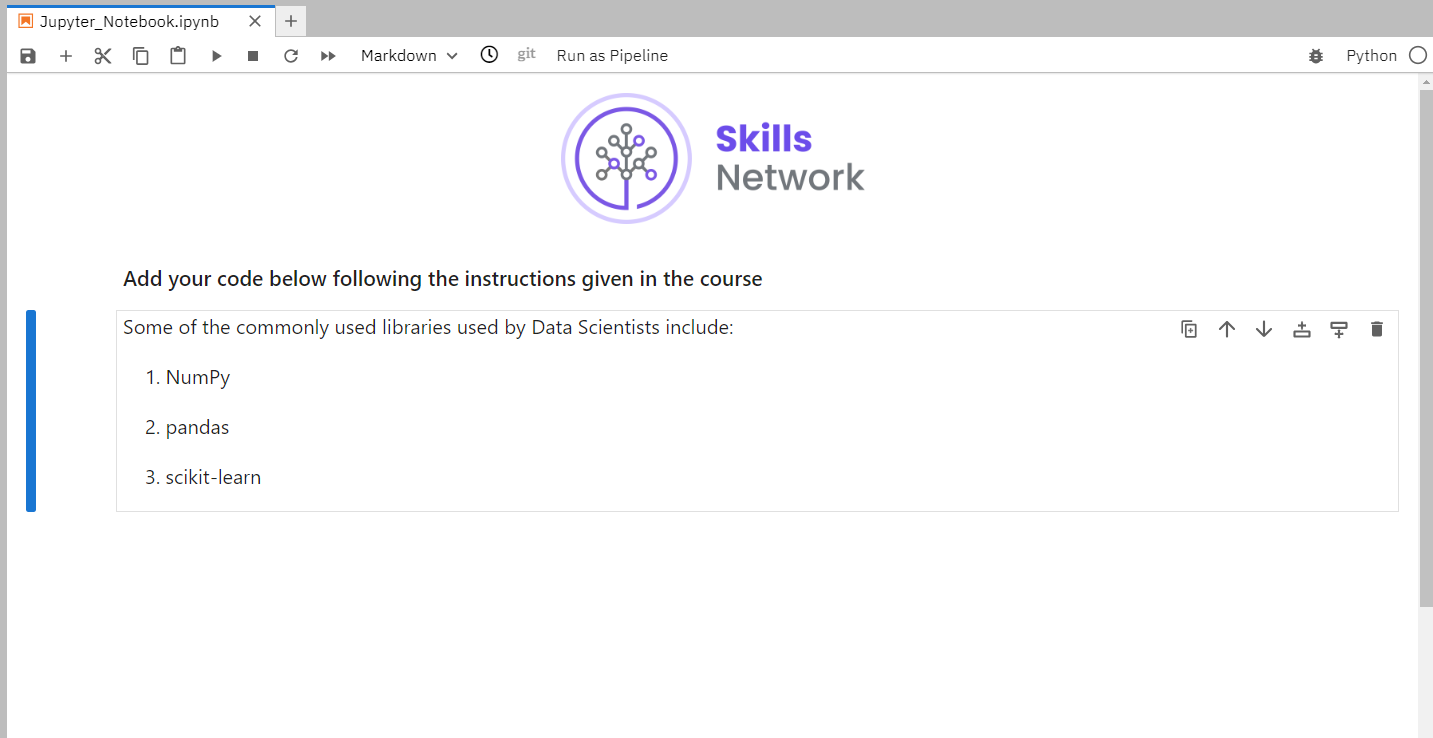 Jupyter_Notebook.ipynb
Markdown git Run as Pipeline Python
Skills
Network
Add your code below following the instructions given in the course
Some of the commonly used libraries used by Data Scientists include:
1. NumPy
2. pandas
3. scikit-learn